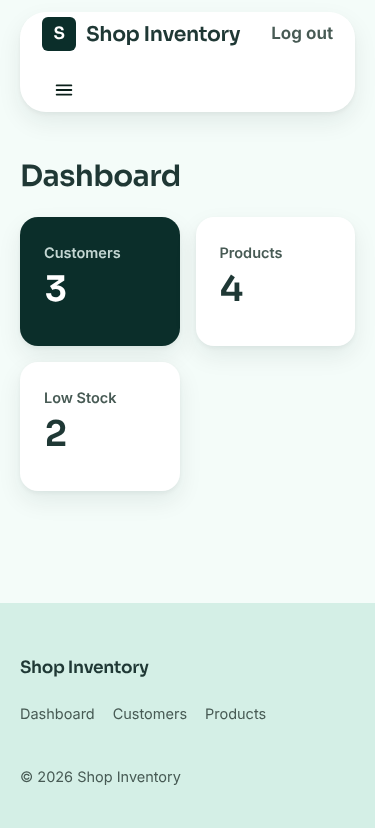 S Shop Inventory Log out
Dashboard
Customers
3
Products
4
Low Stock
2
Shop Inventory
Dashboard Customers Products
© 2026 Shop Inventory